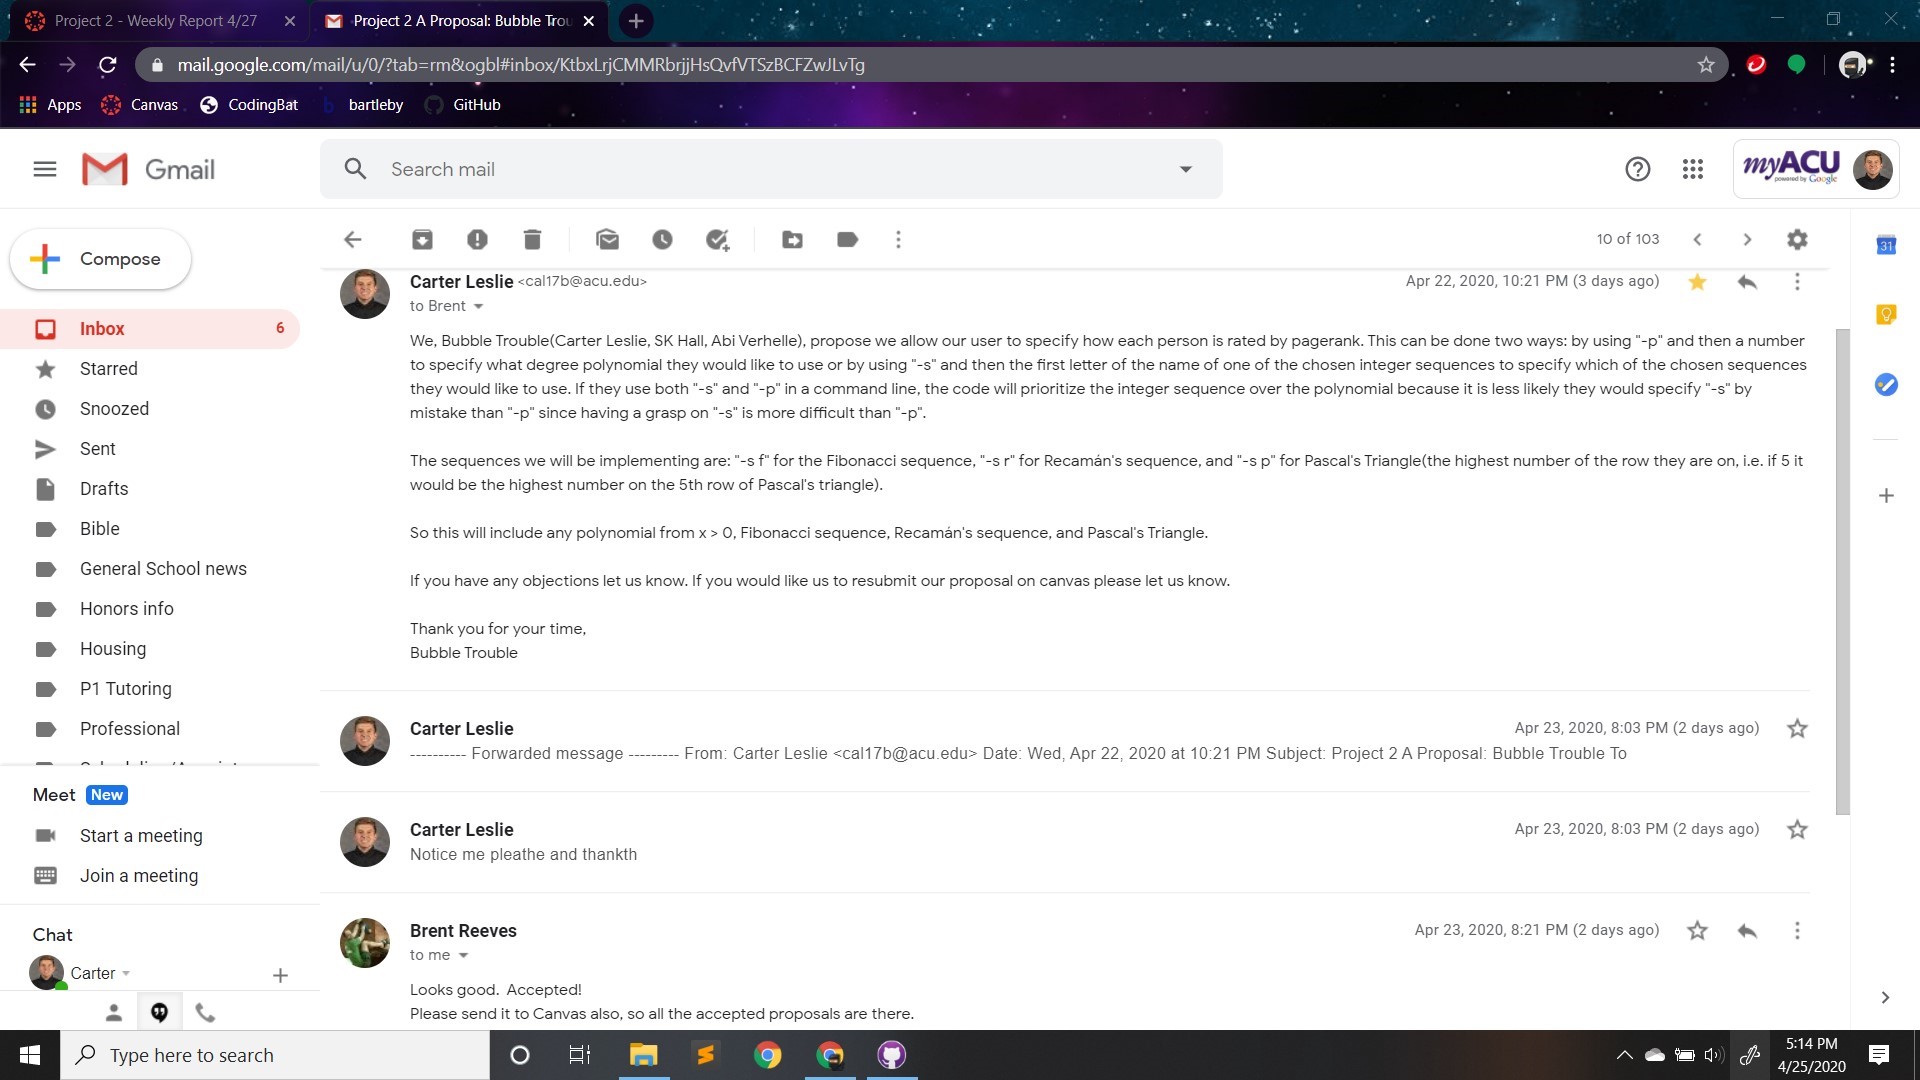 Project 2 - Weekly Report 4/27
Project 2 A Proposal: Bubble Trou
mail.google.com/mail/u/0/?tab=rm&ogbl#inbox/KtbxLrjCMMRbrjjHsQvfVTSzBCFZwJLvTg
Apps Canvas CodingBat bartleby GitHub
Gmail
Search mail
myACU
powered by Google
Compose
10 of 103
31
Inbox 6
Starred
Snoozed
Sent
Drafts
Bible
General School news
Honors info
Housing
P1 Tutoring
Professional
Meet New
Start a meeting
Join a meeting
Chat
Carter
Carter Leslie <cal17b@acu.edu> Apr 22, 2020, 10:21 PM (3 days ago)
to Brent
We, Bubble Trouble(Carter Leslie, SK Hall, Abi Verhelle), propose we allow our user to specify how each person is rated by pagerank. This can be done two ways: by using "-p" and then a number
to specify what degree polynomial they would like to use or by using "-s" and then the first letter of the name of one of the chosen integer sequences to specify which of the chosen sequences
they would like to use. If they use both "-s" and "-p" in a command line, the code will prioritize the integer sequence over the polynomial because it is less likely they would specify "-s" by
mistake than "-p" since having a grasp on "-s" is more difficult than "-p".
The sequences we will be implementing are: "-s f" for the Fibonacci sequence, "-s r" for Recamán's sequence, and "-s p" for Pascal's Triangle(the highest number of the row they are on, i.e. if 5 it
would be the highest number on the 5th row of Pascal's triangle).
So this will include any polynomial from x > 0, Fibonacci sequence, Recamán's sequence, and Pascal's Triangle.
If you have any objections let us know. If you would like us to resubmit our proposal on canvas please let us know.
Thank you for your time,
Bubble Trouble
Carter Leslie Apr 23, 2020, 8:03 PM (2 days ago)
---------- Forwarded message --------- From: Carter Leslie <cal17b@acu.edu> Date: Wed, Apr 22, 2020 at 10:21 PM Subject: Project 2 A Proposal: Bubble Trouble To
Carter Leslie Apr 23, 2020, 8:03 PM (2 days ago)
Notice me pleathe and thankth
Brent Reeves Apr 23, 2020, 8:21 PM (2 days ago)
to me
Looks good. Accepted!
Please send it to Canvas also, so all the accepted proposals are there.
Type here to search
5:14 PM
4/25/2020